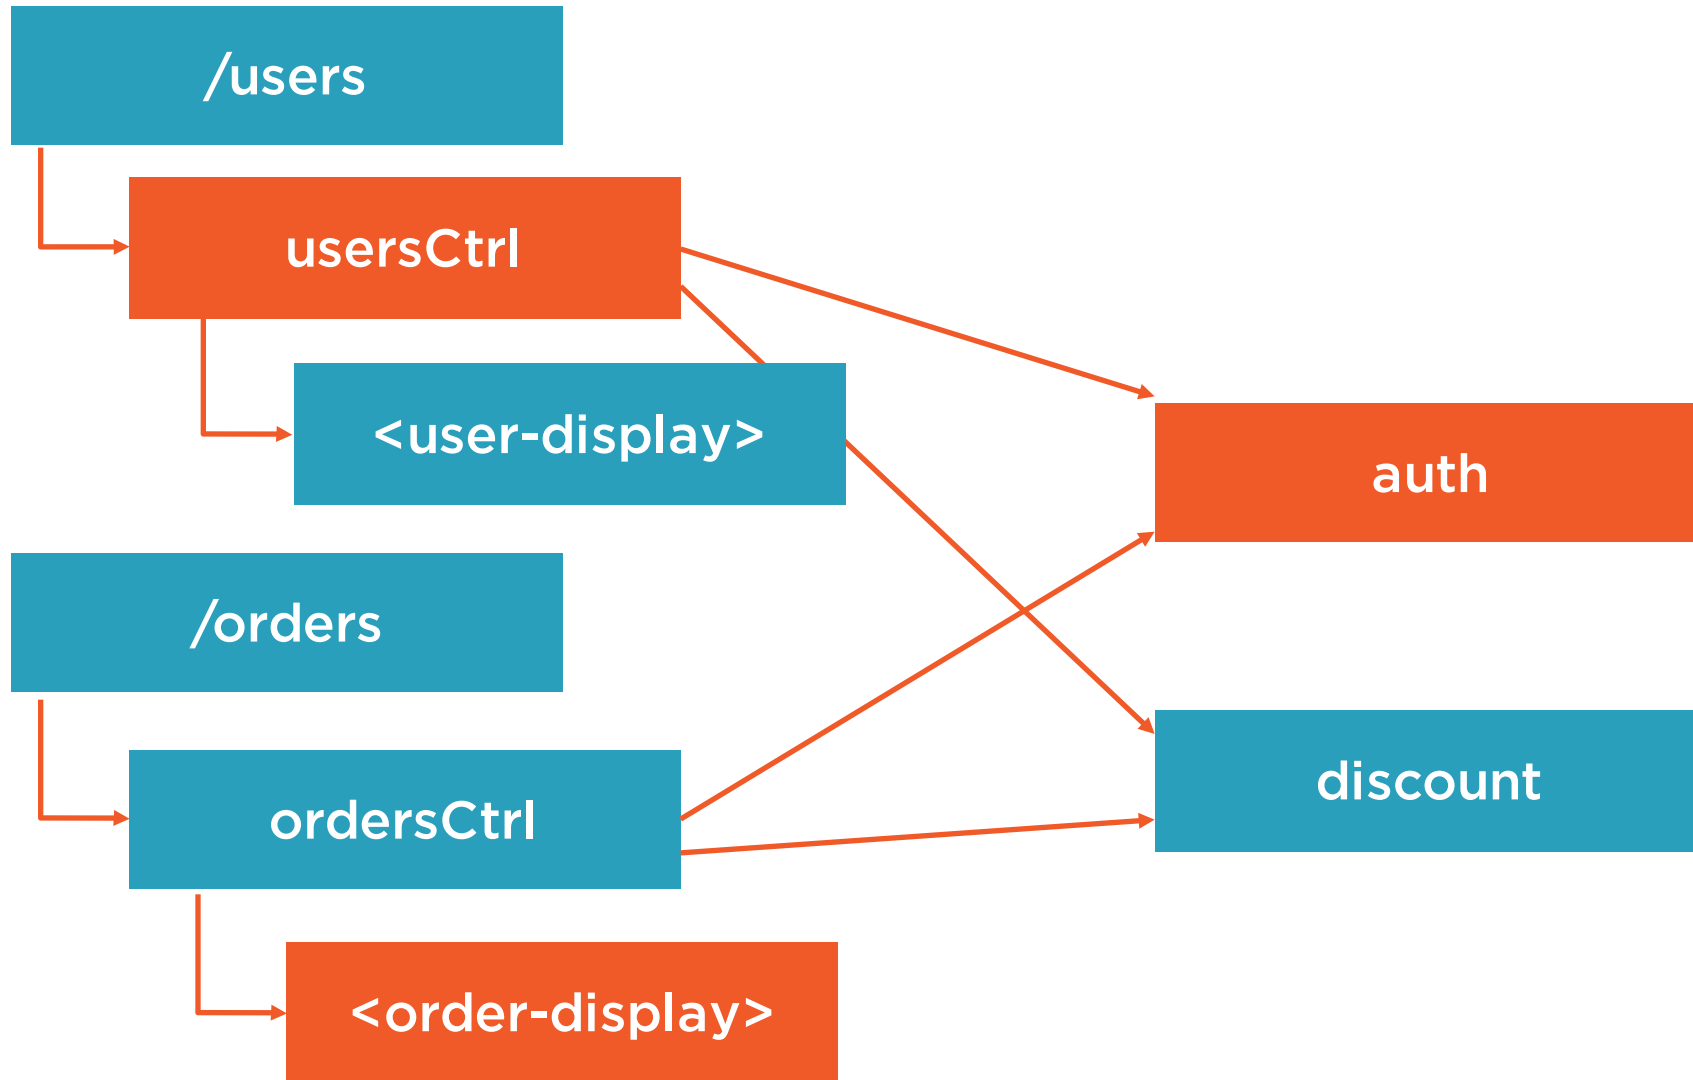 /users
usersCtrl
<user-display>
auth
/orders
discount
ordersCtrl
<order-display>